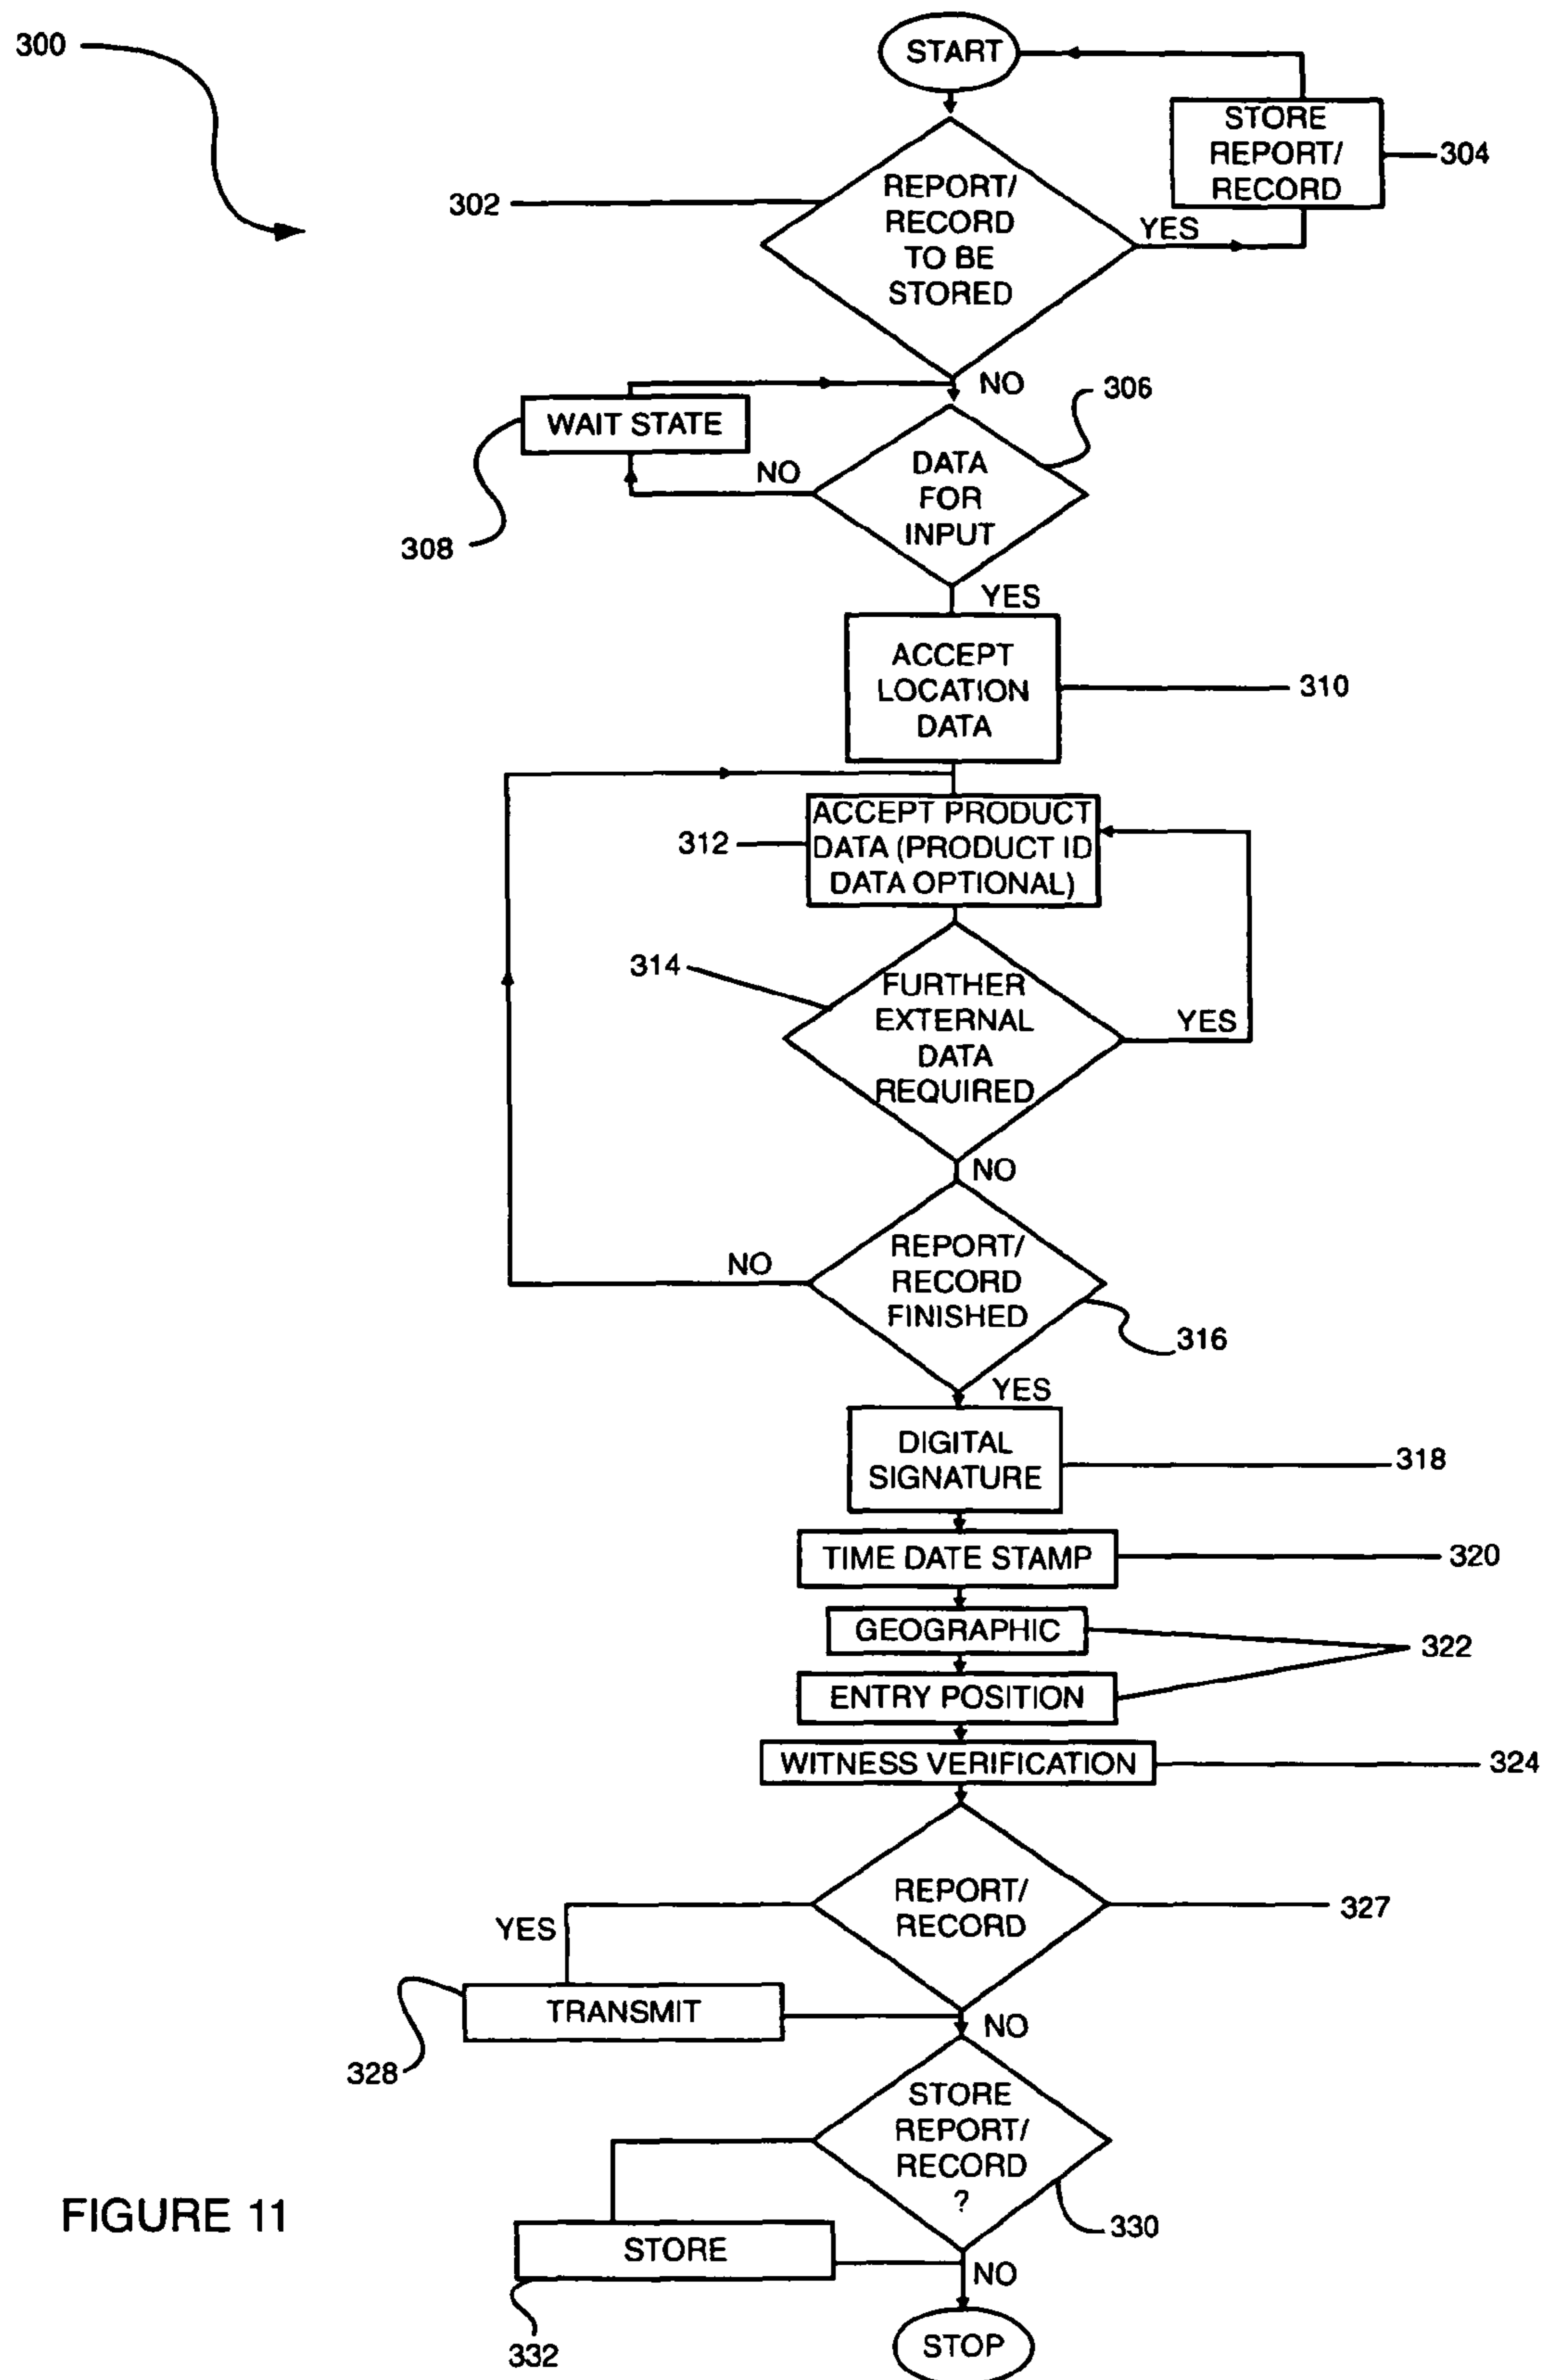 300
START
STORE
REPORT/
RECORD
304
302
REPORT/
RECORD
TO BE
STORED
YES
NO
306
WAIT STATE
NO
DATA
FOR
INPUT
308
YES
ACCEPT
LOCATION
DATA
310
312
ACCEPT PRODUCT
DATA (PRODUCT ID
DATA OPTIONAL)
314
FURTHER
EXTERNAL
DATA
REQUIRED
YES
NO
NO
REPORT/
RECORD
FINISHED
316
YES
DIGITAL
SIGNATURE
318
TIME DATE STAMP
320
GEOGRAPHIC
322
ENTRY POSITION
WITNESS VERIFICATION
324
REPORT/
RECORD
327
YES
TRANSMIT
NO
328
STORE
REPORT/
RECORD
?
330
FIGURE 11
STORE
NO
332
STOP